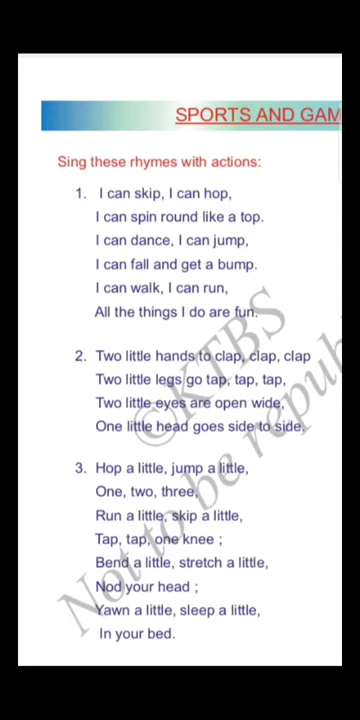 SPORTS AND GAM
Sing these rhymes with actions:
1. I can skip, I can hop,
I can spin round like a top.
I can dance, I can jump,
I can fall and get a bump.
I can walk, I can run,
All the things I do are fun.
2. Two little hands to clap, clap, clap
Two little legs go tap, tap, tap,
Two little eyes are open wide,
One little head goes side to side.
3. Hop a little, jump a little,
One, two, three,
Run a little, skip a little,
Tap, tap, one knee ;
Bend a little, stretch a little,
Nod your head ;
Yawn a little, sleep a little,
In your bed.
©KTBS
Not to be republ